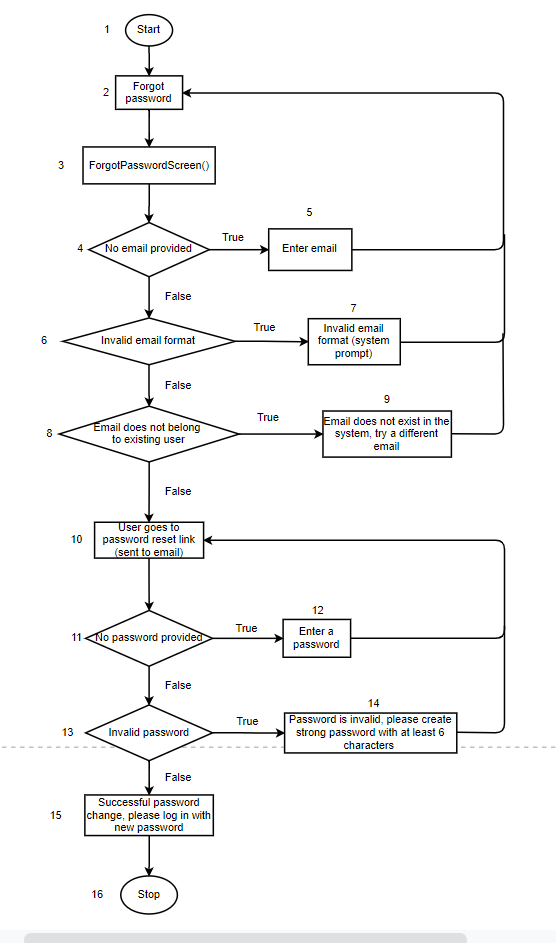 1
Start
2
Forgot
password
3
ForgotPasswordScreen()
5
4
No email provided
True
Enter email
False
7
6
Invalid email format
True
Invalid email
format (system
prompt)
False
9
8
Email does not belong
to existing user
True
Email does not exist in the
system, try a different
email
False
10
User goes to
password reset link
(sent to email)
12
11
No password provided
True
Enter a
password
False
14
13
Invalid password
True
Password is invalid, please create
strong password with at least 6
characters
False
15
Successful password
change, please log in with
new password
16
Stop